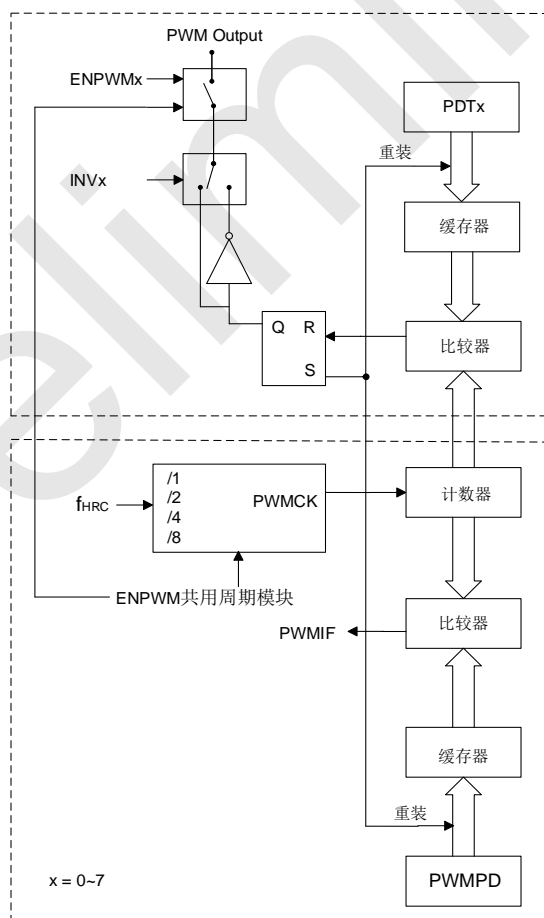 PWM Output
ENPWMx
PDTx
重装
INVx
缓存器
Q R
S
比较器
fHRC
/1
/2
/4
/8
PWMCK
计数器
ENPWM共用周期模块
PWMIF
比较器
缓存器
重装
x = 0~7
PWMPD